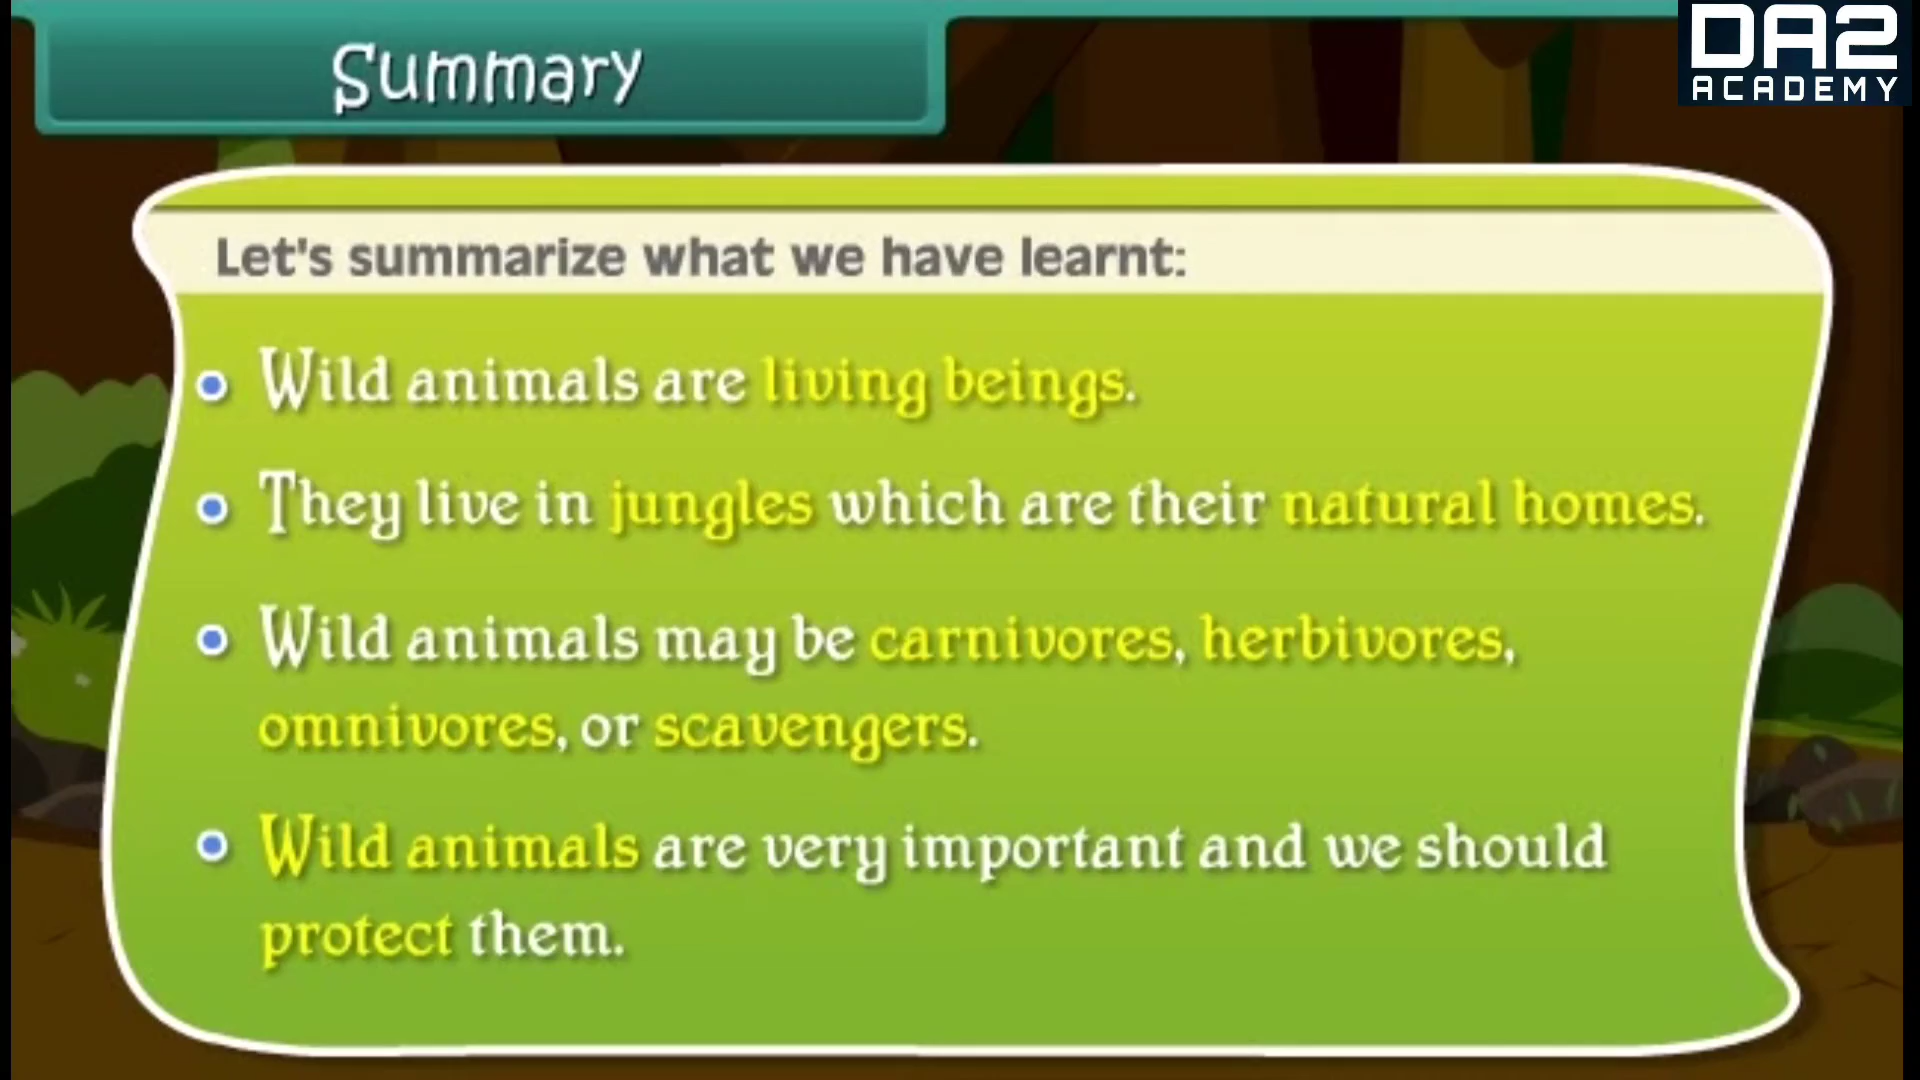 Summary
DA2
ACADEMY
Let's summarize what we have learnt:
Wild animals are living beings.
They live in jungles which are their natural homes.
Wild animals may be carnivores, herbivores,
omnivores, or scavengers.
Wild animals are very important and we should
protect them.